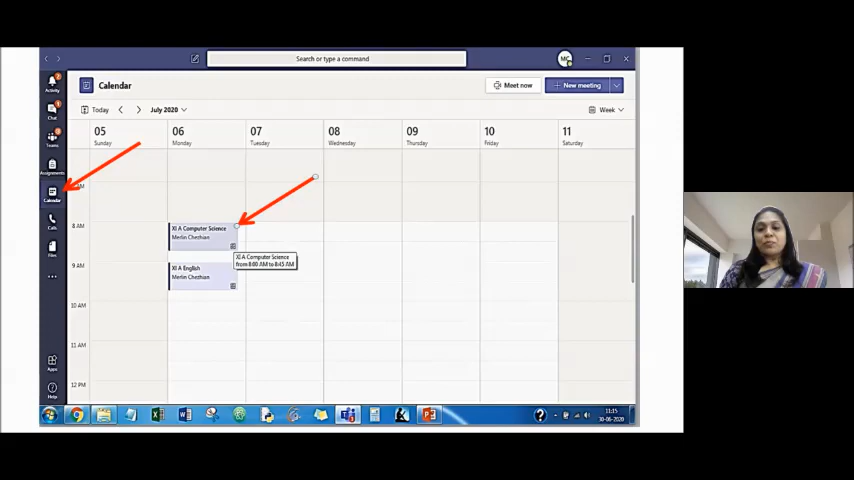 Search or type a command
MC
Activity
Calendar
Meet now
New meeting
Chat
Today
July 2020
Week
Teams
05
Sunday
06
Monday
07
Tuesday
08
Wednesday
09
Thursday
10
Friday
11
Saturday
Assignments
AM
Calendar
Calls
8 AM
XI A Computer Science
Merlin Chezhian
Files
XI A Computer Science
from 8:00 AM to 8:45 AM
9 AM
XI A English
Merlin Chezhian
10 AM
11 AM
Apps
12 PM
Help
11:15
30-06-2020